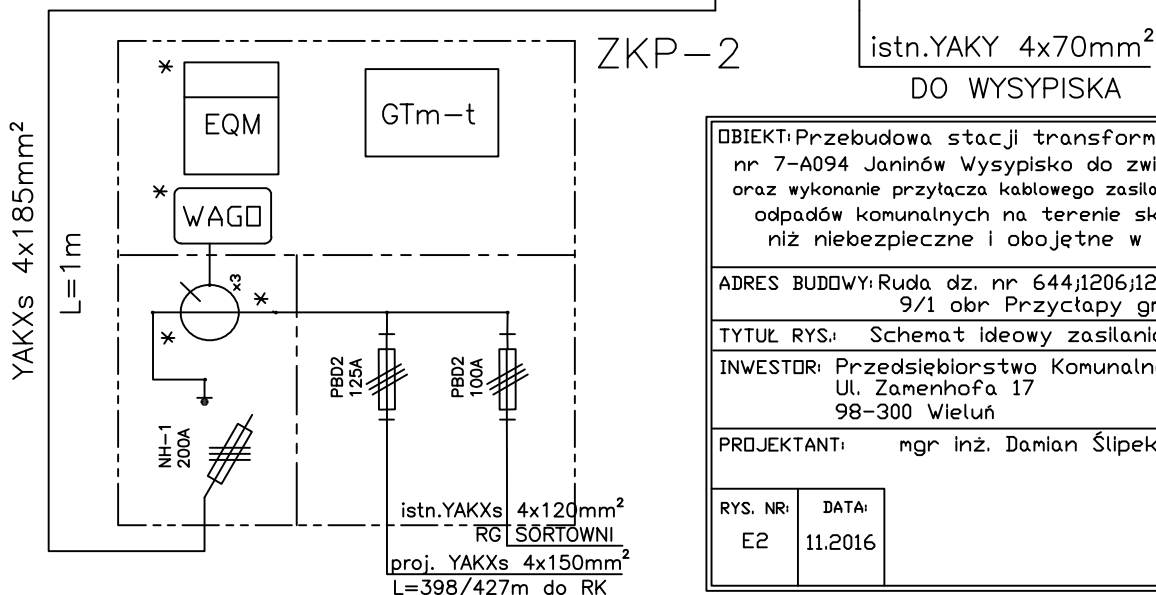 ZKP-2
istn.YAKY 4x70mm²
DO WYSYPISKA
YAKXs 4x185mm²
L=1m
*
EQM
GTm-t
*
WAGO
x3
*
*
PBD2
125A
PBD2
100A
NH-1
200A
istn.YAKXs 4x120mm²
RG SORTOWNI
proj. YAKXs 4x150mm²
L=398/427m do RK
OBIEKT: Przebudowa stacji transform
nr 7-A094 Janinów Wysypisko do zwi
oraz wykonanie przyłącza kablowego zasila
odpadów komunalnych na terenie sk
niż niebezpieczne i obojętne w
ADRES BUDOWY: Ruda dz. nr 644;1206;12
9/1 obr Przycłapy gr
TYTUŁ RYS.: Schemat ideowy zasilania
INWESTOR: Przedsiębiorstwo Komunaln
Ul. Zamenhofa 17
98-300 Wieluń
PROJEKTANT: mgr inż. Damian Ślipek
RYS. NR: DATA:
E2 11.2016